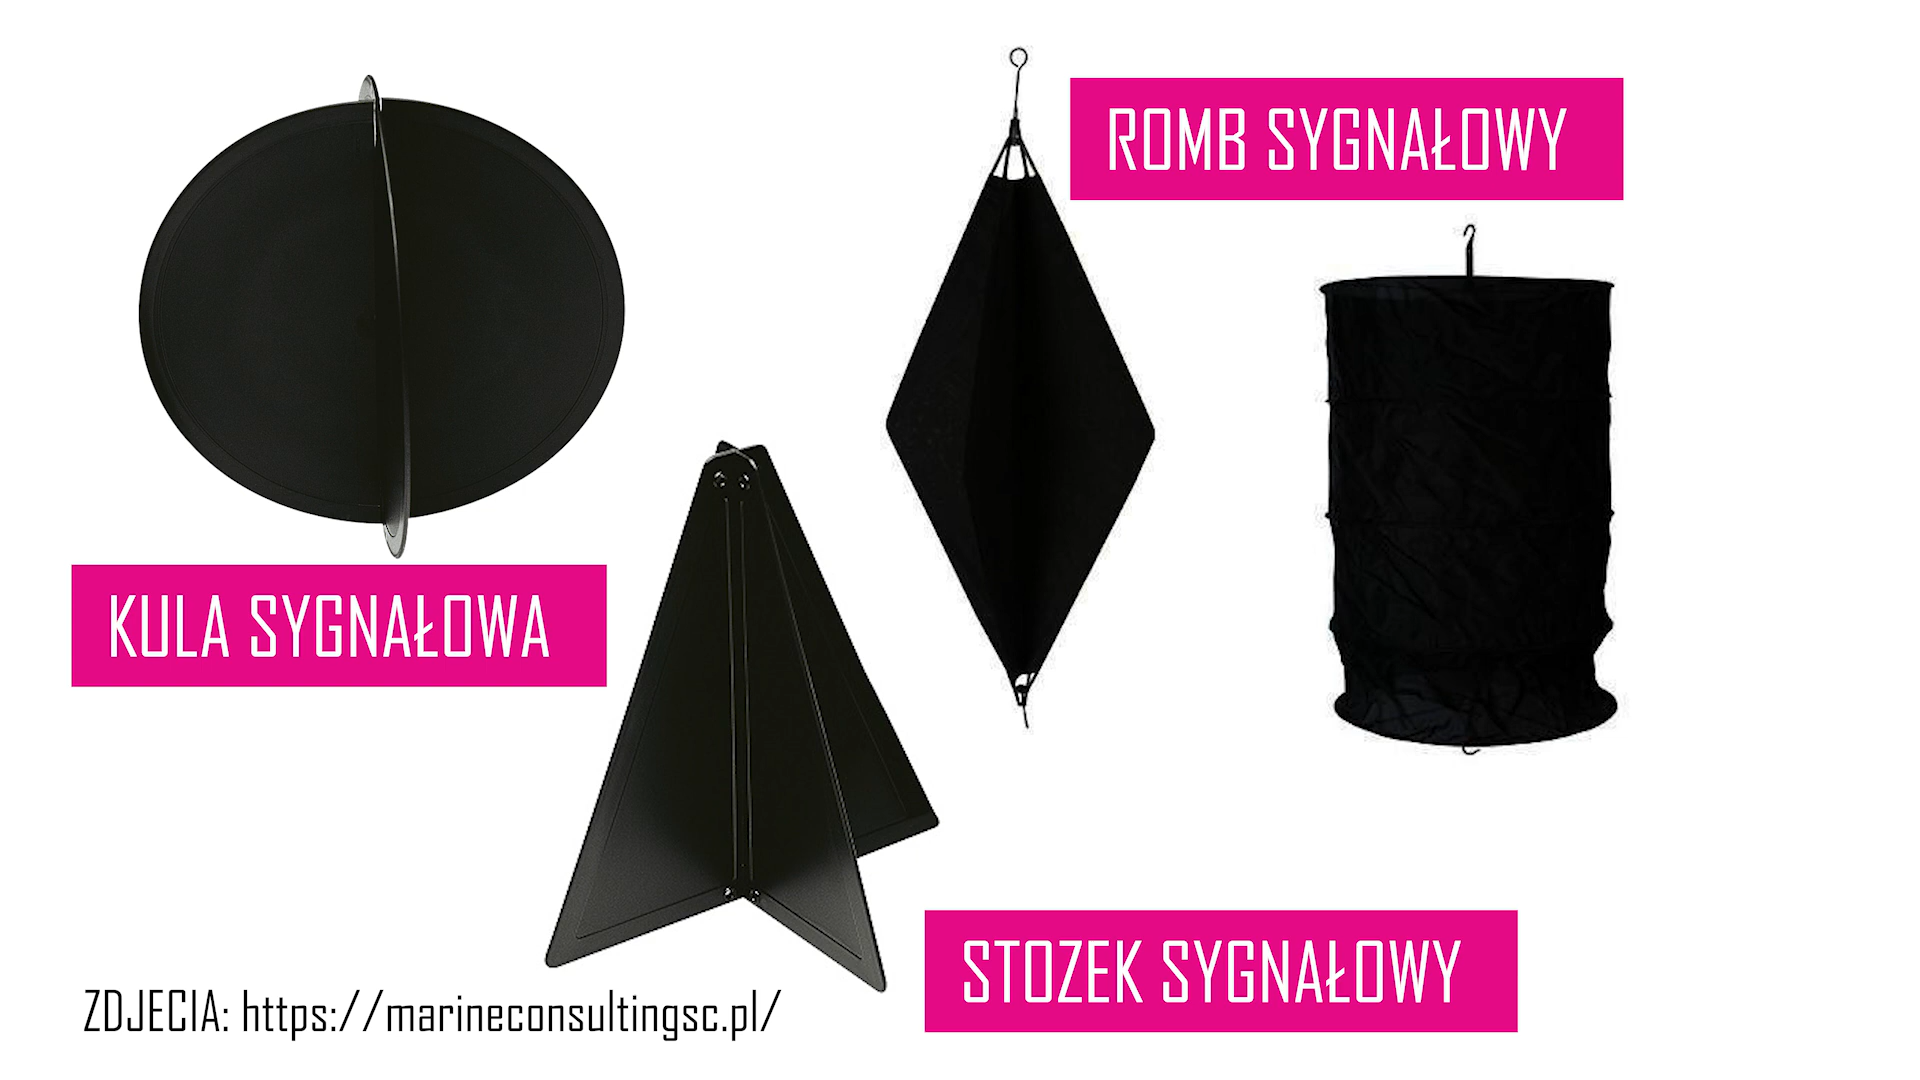 ROMB SYGNAŁOWY
KULA SYGNAŁOWA
STOZEK SYGNAŁOWY
ZDJECIA: https://marineconsultingsc.pl/